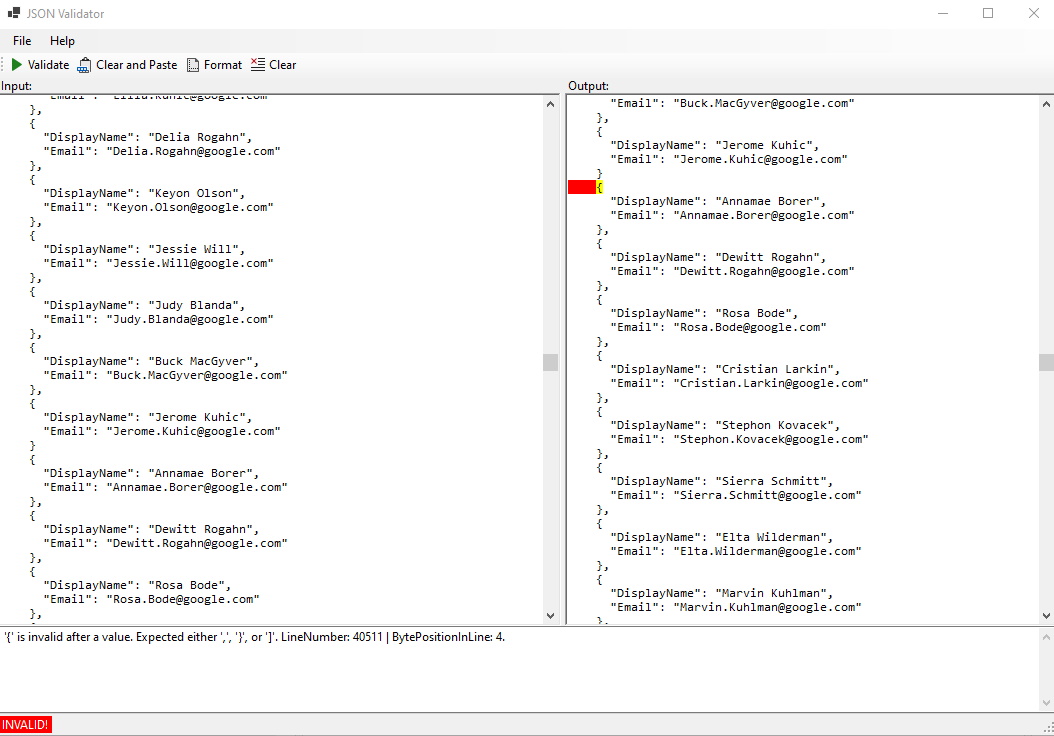 JSON Validator
File Help
Validate Clear and Paste Format Clear
Input:
"Email": "Lilla.Kuhic@google.com"
},
{
"DisplayName": "Delia Rogahn",
"Email": "Delia.Rogahn@google.com"
},
{
"DisplayName": "Keyon Olson",
"Email": "Keyon.Olson@google.com"
},
{
"DisplayName": "Jessie Will",
"Email": "Jessie.Will@google.com"
},
{
"DisplayName": "Judy Blanda",
"Email": "Judy.Blanda@google.com"
},
{
"DisplayName": "Buck MacGyver",
"Email": "Buck.MacGyver@google.com"
},
{
"DisplayName": "Jerome Kuhic",
"Email": "Jerome.Kuhic@google.com"
}
{
"DisplayName": "Annamae Borer",
"Email": "Annamae.Borer@google.com"
},
{
"DisplayName": "Dewitt Rogahn",
"Email": "Dewitt.Rogahn@google.com"
},
{
"DisplayName": "Rosa Bode",
"Email": "Rosa.Bode@google.com"
},
Output:
"Email": "Buck.MacGyver@google.com"
},
{
"DisplayName": "Jerome Kuhic",
"Email": "Jerome.Kuhic@google.com"
}
{
"DisplayName": "Annamae Borer",
"Email": "Annamae.Borer@google.com"
},
{
"DisplayName": "Dewitt Rogahn",
"Email": "Dewitt.Rogahn@google.com"
},
{
"DisplayName": "Rosa Bode",
"Email": "Rosa.Bode@google.com"
},
{
"DisplayName": "Cristian Larkin",
"Email": "Cristian.Larkin@google.com"
},
{
"DisplayName": "Stephon Kovacek",
"Email": "Stephon.Kovacek@google.com"
},
{
"DisplayName": "Sierra Schmitt",
"Email": "Sierra.Schmitt@google.com"
},
{
"DisplayName": "Elta Wilderman",
"Email": "Elta.Wilderman@google.com"
},
{
"DisplayName": "Marvin Kuhlman",
"Email": "Marvin.Kuhlman@google.com"
},
'{' is invalid after a value. Expected either ',', '}', or ']'. LineNumber: 40511 | BytePositionInLine: 4.
INVALID!